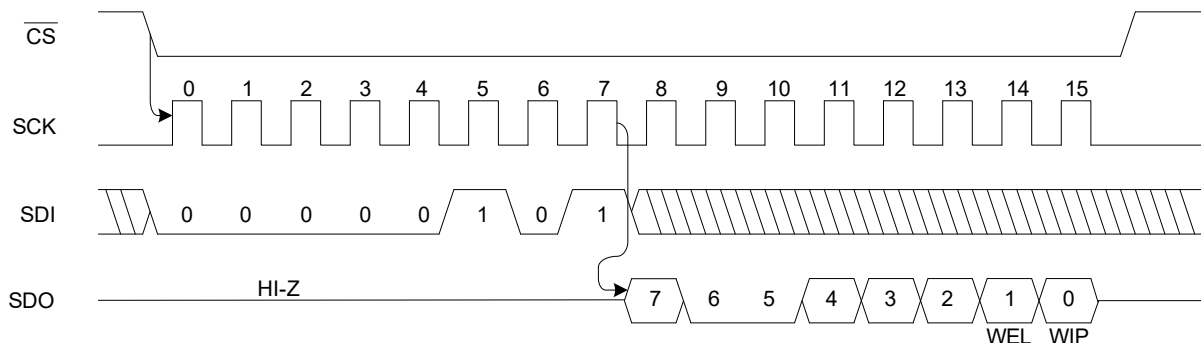 CS
0 1 2 3 4 5 6 7 8 9 10 11 12 13 14 15
SCK
SDI 0 0 0 0 0 1 0 1
HI-Z
SDO 7 6 5 4 3 2 1 0
WEL WIP